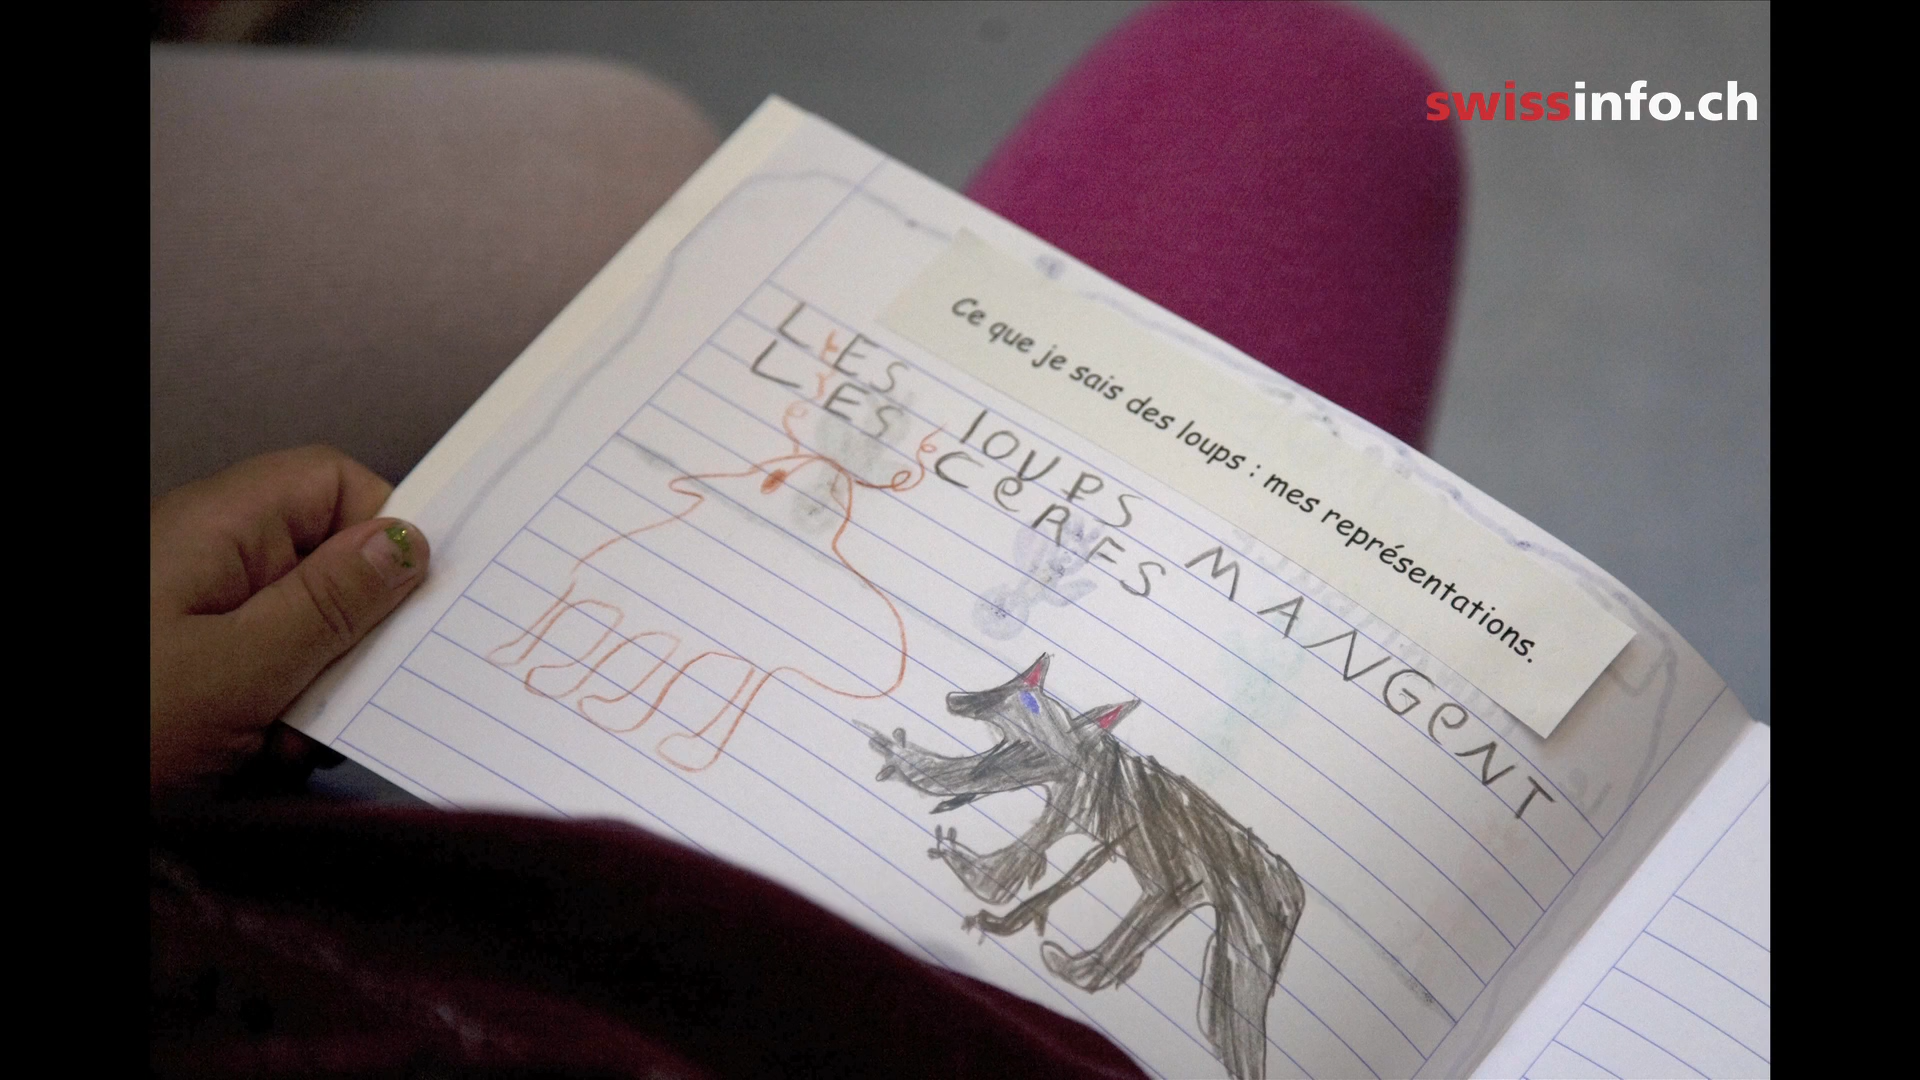 swissinfo.ch
Ce que je sais des loups : mes représentations.
LES lOUPS MANGeNT
LES CeRFS